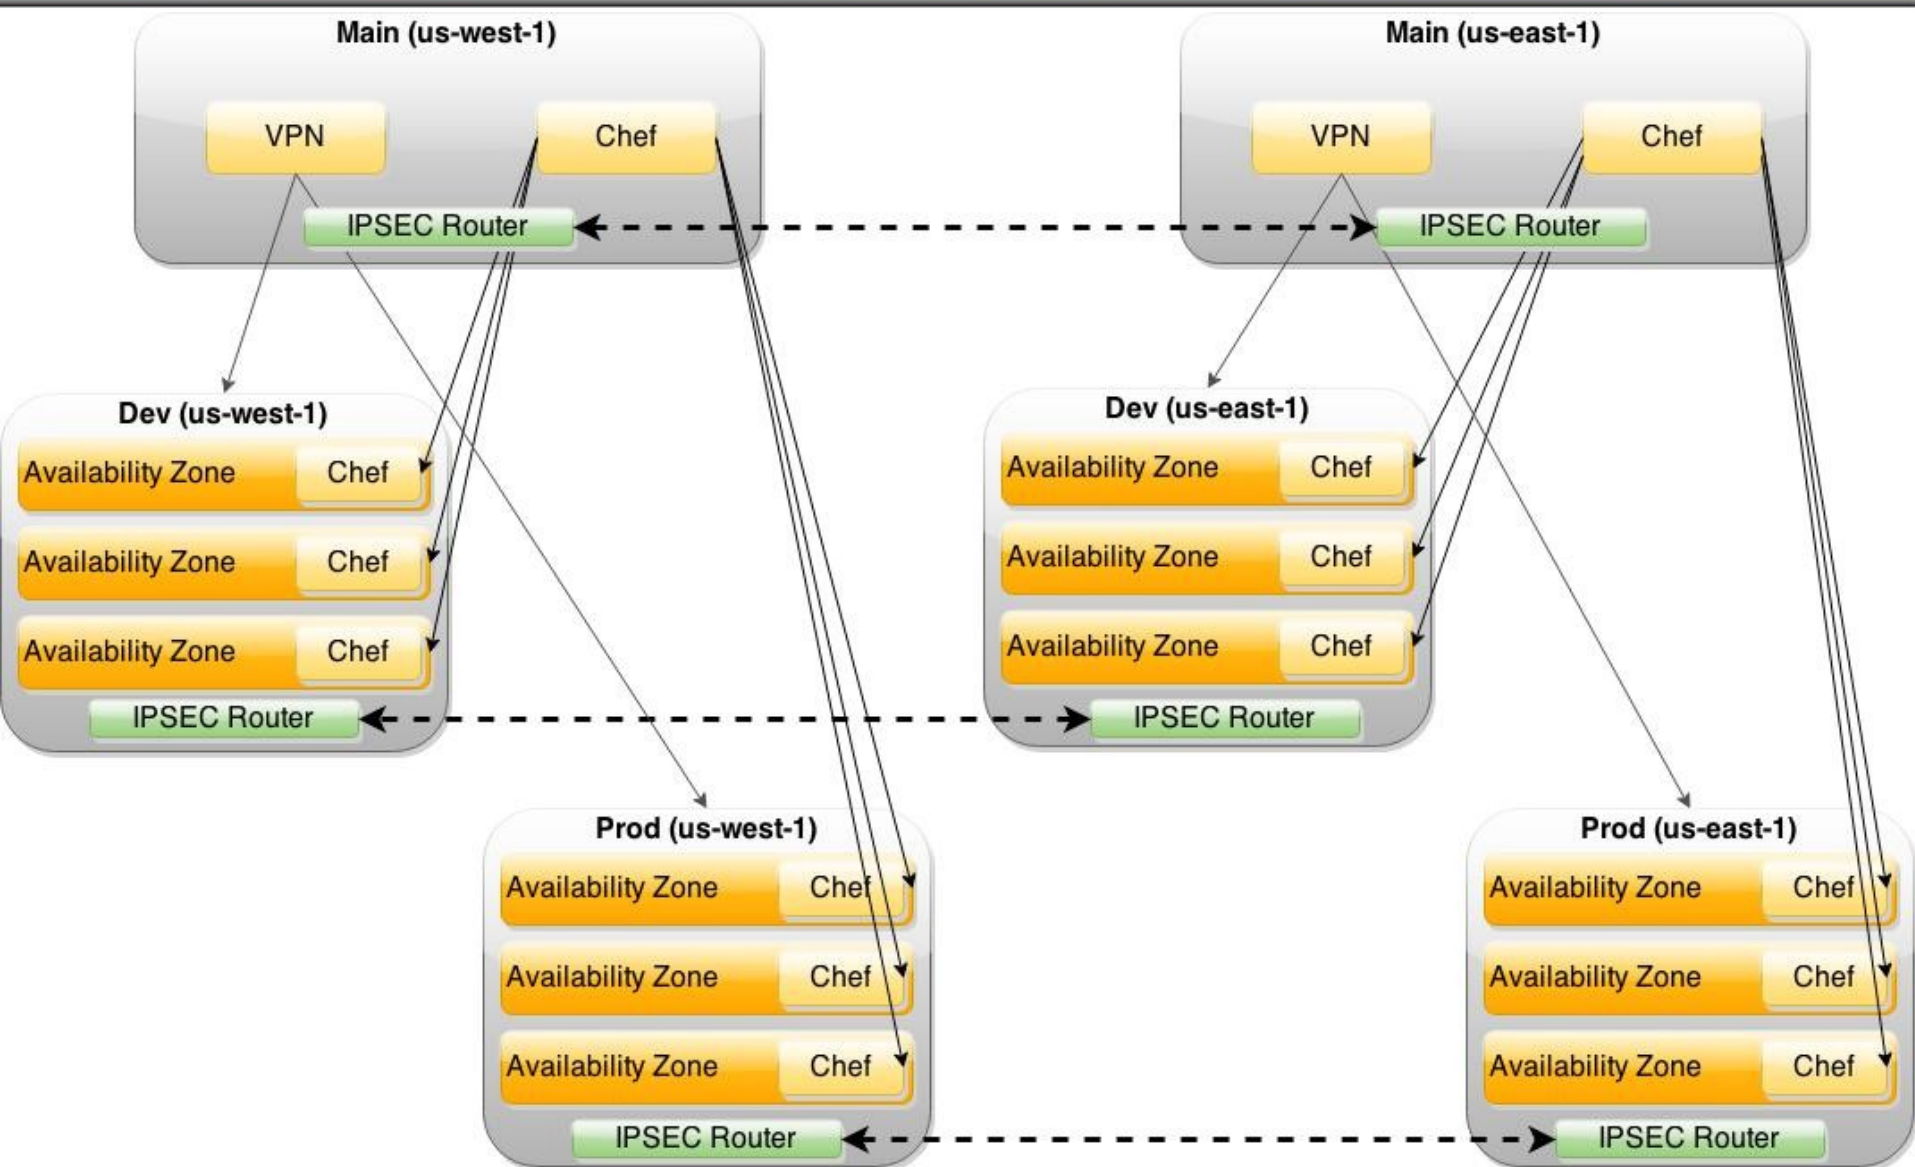 Main (us-west-1)
VPN
Chef
IPSEC Router
Main (us-east-1)
VPN
Chef
IPSEC Router
Dev (us-west-1)
Availability Zone Chef
Availability Zone Chef
Availability Zone Chef
IPSEC Router
Dev (us-east-1)
Availability Zone Chef
Availability Zone Chef
Availability Zone Chef
IPSEC Router
Prod (us-west-1)
Availability Zone Chef
Availability Zone Chef
Availability Zone Chef
IPSEC Router
Prod (us-east-1)
Availability Zone Chef
Availability Zone Chef
Availability Zone Chef
IPSEC Router